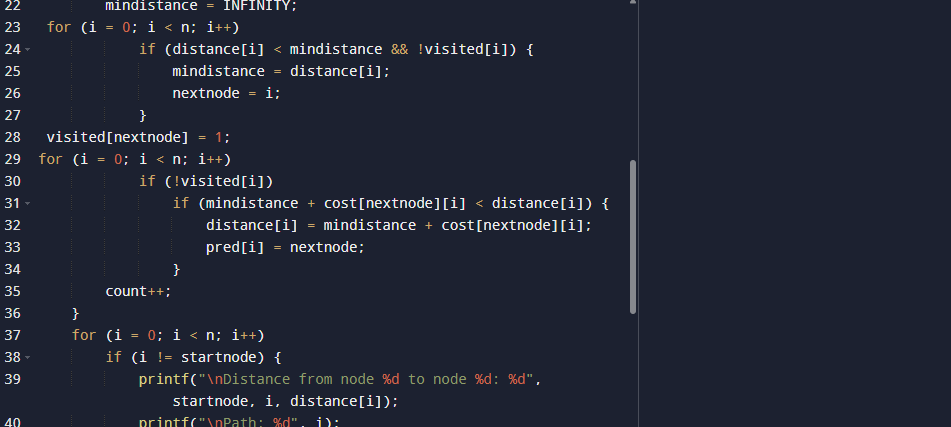 22 mindistance = INFINITY;
23 for (i = 0; i < n; i++)
24 if (distance[i] < mindistance && !visited[i]) {
25 mindistance = distance[i];
26 nextnode = i;
27 }
28 visited[nextnode] = 1;
29 for (i = 0; i < n; i++)
30 if (!visited[i])
31 if (mindistance + cost[nextnode][i] < distance[i]) {
32 distance[i] = mindistance + cost[nextnode][i];
33 pred[i] = nextnode;
34 }
35 count++;
36 }
37 for (i = 0; i < n; i++)
38 if (i != startnode) {
39 printf("\nDistance from node %d to node %d: %d",
startnode, i, distance[i]);
40 printf("\nPath: %d", i);